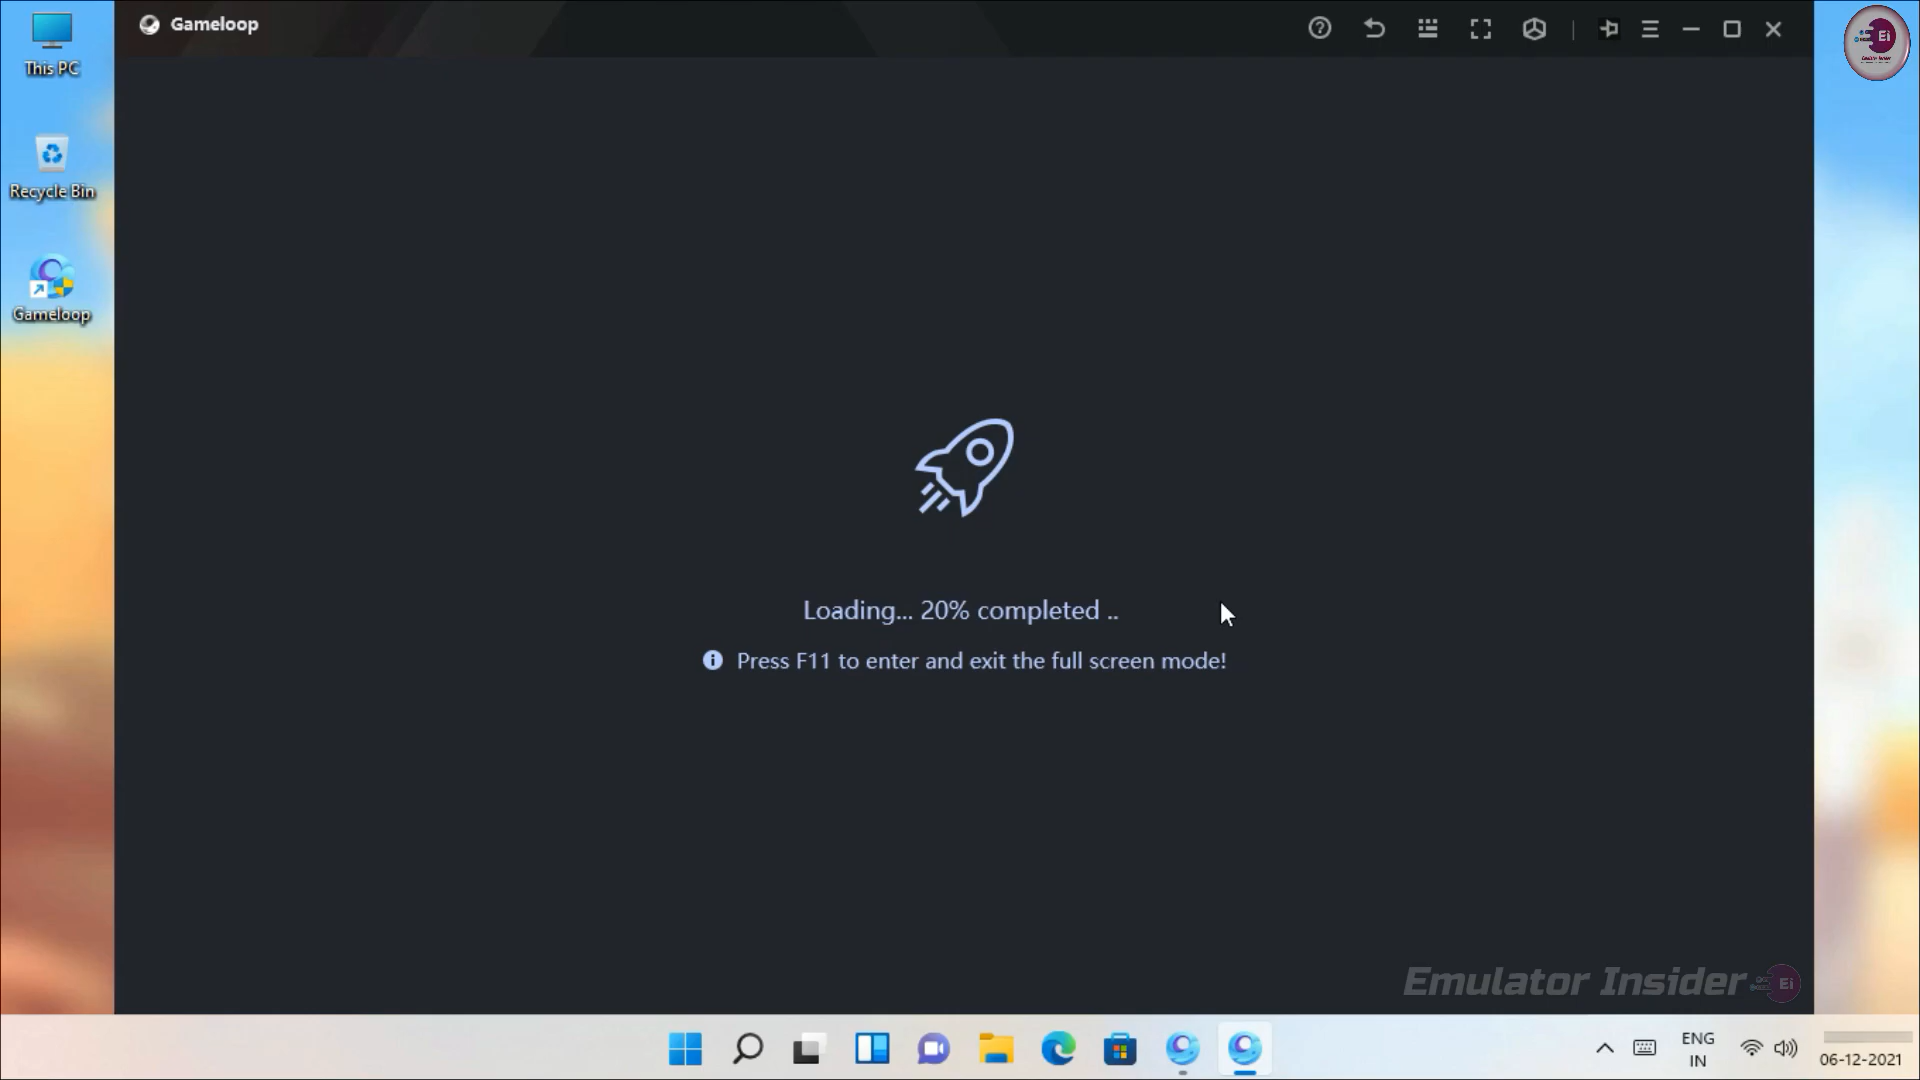 Gameloop
This PC
Recycle Bin
Gameloop
Loading... 20% completed ..
Press F11 to enter and exit the full screen mode!
Emulator Insider Ei
Ei
ENG
IN
06-12-2021